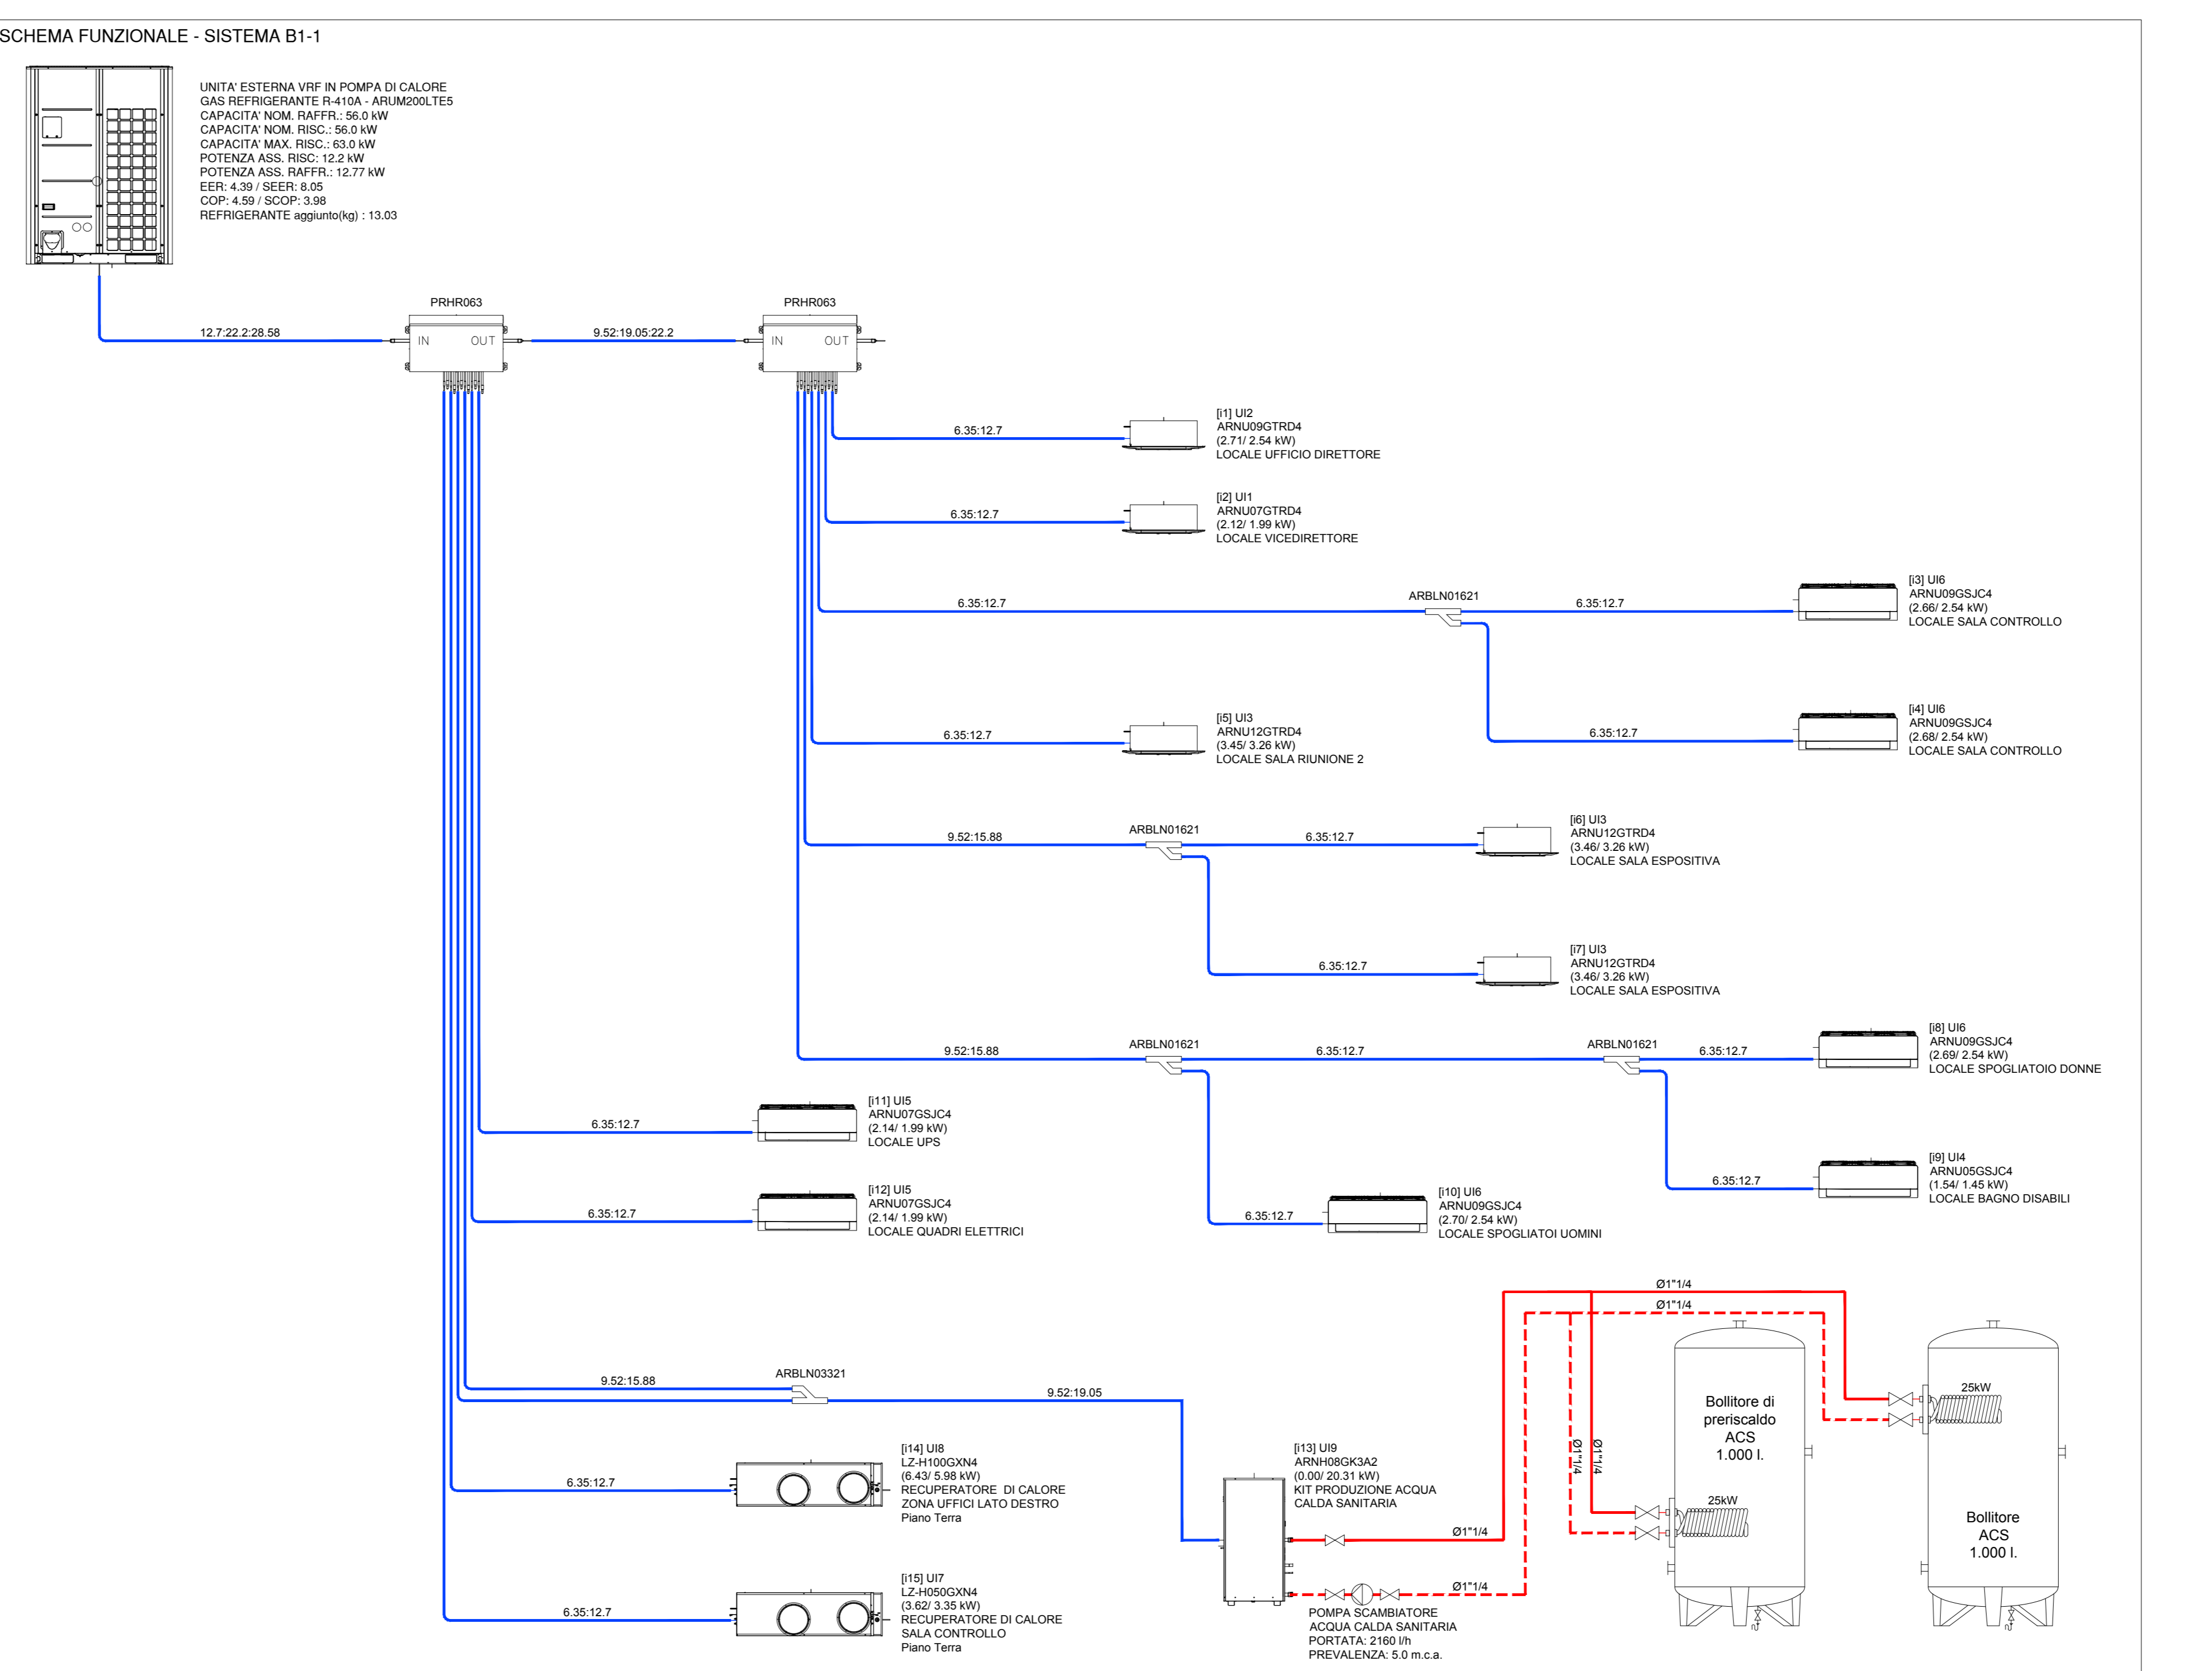 SCHEMA FUNZIONALE - SISTEMA B1-1
UNITA' ESTERNA VRF IN POMPA DI CALORE
GAS REFRIGERANTE R-410A - ARUM200LTE5
CAPACITA' NOM. RAFFR.: 56.0 kW
CAPACITA' NOM. RISC.: 56.0 kW
CAPACITA' MAX. RISC.: 63.0 kW
POTENZA ASS. RISC: 12.2 kW
POTENZA ASS. RAFFR.: 12.77 kW
EER: 4.39 / SEER: 8.05
COP: 4.59 / SCOP: 3.98
REFRIGERANTE aggiunto(kg) : 13.03
PRHR063
PRHR063
12.7:22.2:28.58
IN OUT
9.52:19.05:22.2
IN OUT
6.35:12.7
[i1] UI2
ARNU09GTRD4
(2.71/ 2.54 kW)
LOCALE UFFICIO DIRETTORE
6.35:12.7
[i2] UI1
ARNU07GTRD4
(2.12/ 1.99 kW)
LOCALE VICEDIRETTORE
6.35:12.7
ARBLN01621
6.35:12.7
[i3] UI6
ARNU09GSJC4
(2.66/ 2.54 kW)
LOCALE SALA CONTROLLO
6.35:12.7
[i4] UI6
ARNU09GSJC4
(2.68/ 2.54 kW)
LOCALE SALA CONTROLLO
6.35:12.7
[i5] UI3
ARNU12GTRD4
(3.45/ 3.26 kW)
LOCALE SALA RIUNIONE 2
9.52:15.88
ARBLN01621
6.35:12.7
[i6] UI3
ARNU12GTRD4
(3.46/ 3.26 kW)
LOCALE SALA ESPOSITIVA
6.35:12.7
[i7] UI3
ARNU12GTRD4
(3.46/ 3.26 kW)
LOCALE SALA ESPOSITIVA
9.52:15.88
ARBLN01621
6.35:12.7
ARBLN01621
6.35:12.7
[i8] UI6
ARNU09GSJC4
(2.69/ 2.54 kW)
LOCALE SPOGLIATOIO DONNE
6.35:12.7
[i9] UI4
ARNU05GSJC4
(1.54/ 1.45 kW)
LOCALE BAGNO DISABILI
6.35:12.7
[i10] UI6
ARNU09GSJC4
(2.70/ 2.54 kW)
LOCALE SPOGLIATOI UOMINI
6.35:12.7
[i11] UI5
ARNU07GSJC4
(2.14/ 1.99 kW)
LOCALE UPS
6.35:12.7
[i12] UI5
ARNU07GSJC4
(2.14/ 1.99 kW)
LOCALE QUADRI ELETTRICI
9.52:15.88
ARBLN03321
9.52:19.05
[i13] UI9
ARNH08GK3A2
(0.00/ 20.31 kW)
KIT PRODUZIONE ACQUA
CALDA SANITARIA
6.35:12.7
[i14] UI8
LZ-H100GXN4
(6.43/ 5.98 kW)
RECUPERATORE DI CALORE
ZONA UFFICI LATO DESTRO
Piano Terra
6.35:12.7
[i15] UI7
LZ-H050GXN4
(3.62/ 3.35 kW)
RECUPERATORE DI CALORE
SALA CONTROLLO
Piano Terra
Ø1"1/4
Ø1"1/4
Ø1"1/4
Ø1"1/4
Ø1"1/4
Ø1"1/4
POMPA SCAMBIATORE
ACQUA CALDA SANITARIA
PORTATA: 2160 l/h
PREVALENZA: 5.0 m.c.a.
Bollitore di
preriscaldo
ACS
1.000 l.
25kW
25kW
Bollitore
ACS
1.000 l.